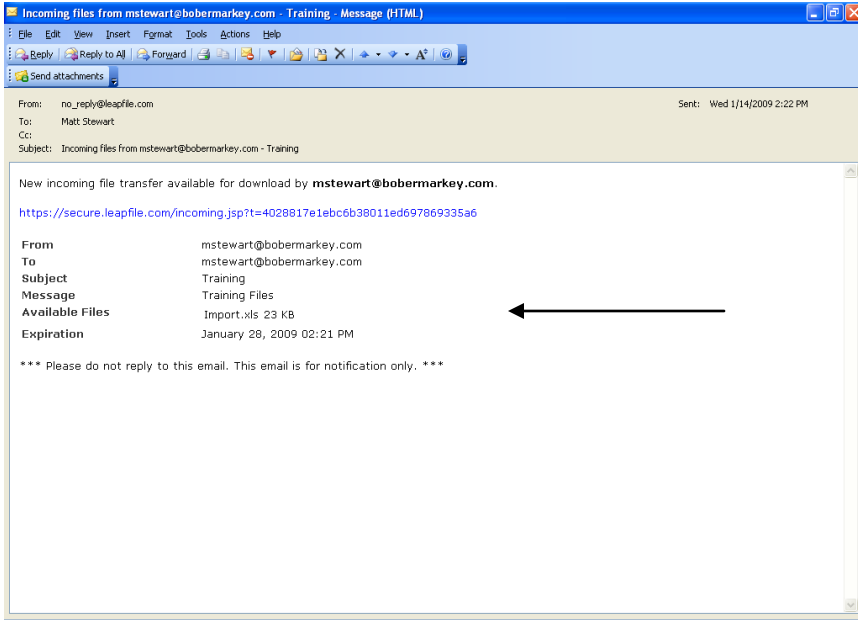 Incoming files from mstewart@bobermarkey.com - Training - Message (HTML)
File Edit View Insert Format Tools Actions Help
Reply Reply to All Forward
Send attachments
From: no_reply@leapfile.com Sent: Wed 1/14/2009 2:22 PM
To: Matt Stewart
Cc:
Subject: Incoming files from mstewart@bobermarkey.com - Training
New incoming file transfer available for download by mstewart@bobermarkey.com.
https://secure.leapfile.com/incoming.jsp?t=4028817e1ebc6b38011ed697869335a6
From mstewart@bobermarkey.com
To mstewart@bobermarkey.com
Subject Training
Message Training Files
Available Files Import.xls 23 KB
Expiration January 28, 2009 02:21 PM
*** Please do not reply to this email. This email is for notification only. ***